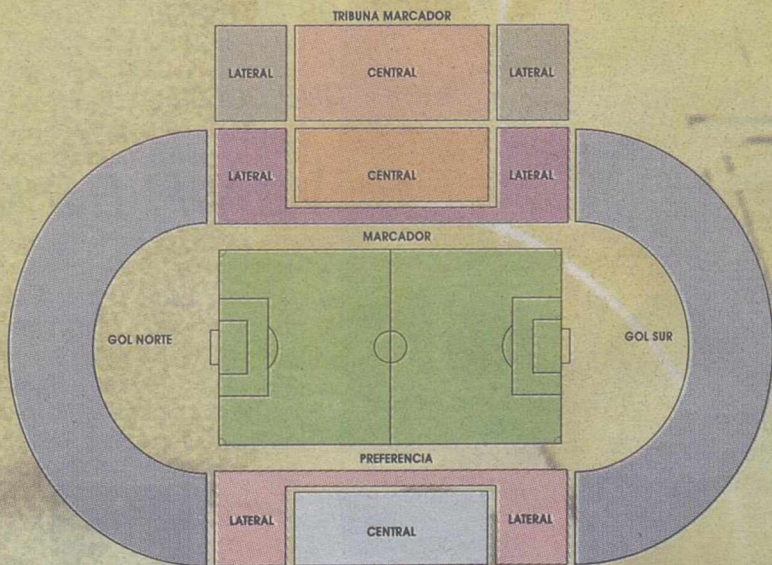 TRIBUNA MARCADOR
LATERAL CENTRAL LATERAL
LATERAL CENTRAL LATERAL
MARCADOR
GOL NORTE GOL SUR
PREFERENCIA
LATERAL CENTRAL LATERAL